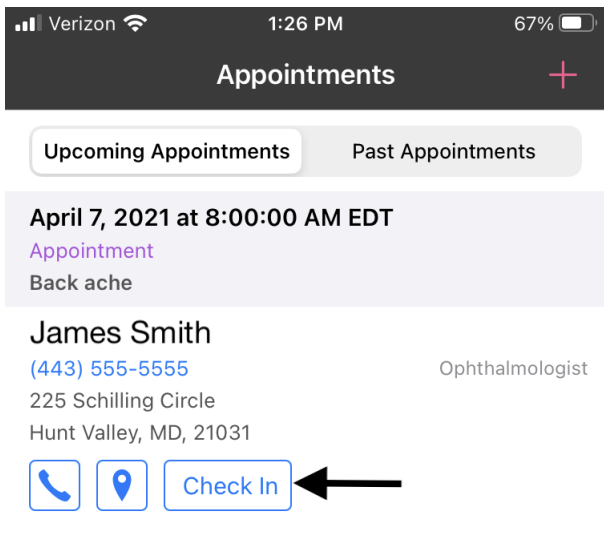 Verizon 1:26 PM 67%
Appointments
Upcoming Appointments Past Appointments
April 7, 2021 at 8:00:00 AM EDT
Appointment
Back ache
James Smith
(443) 555-5555 Ophthalmologist
225 Schilling Circle
Hunt Valley, MD, 21031
Check In